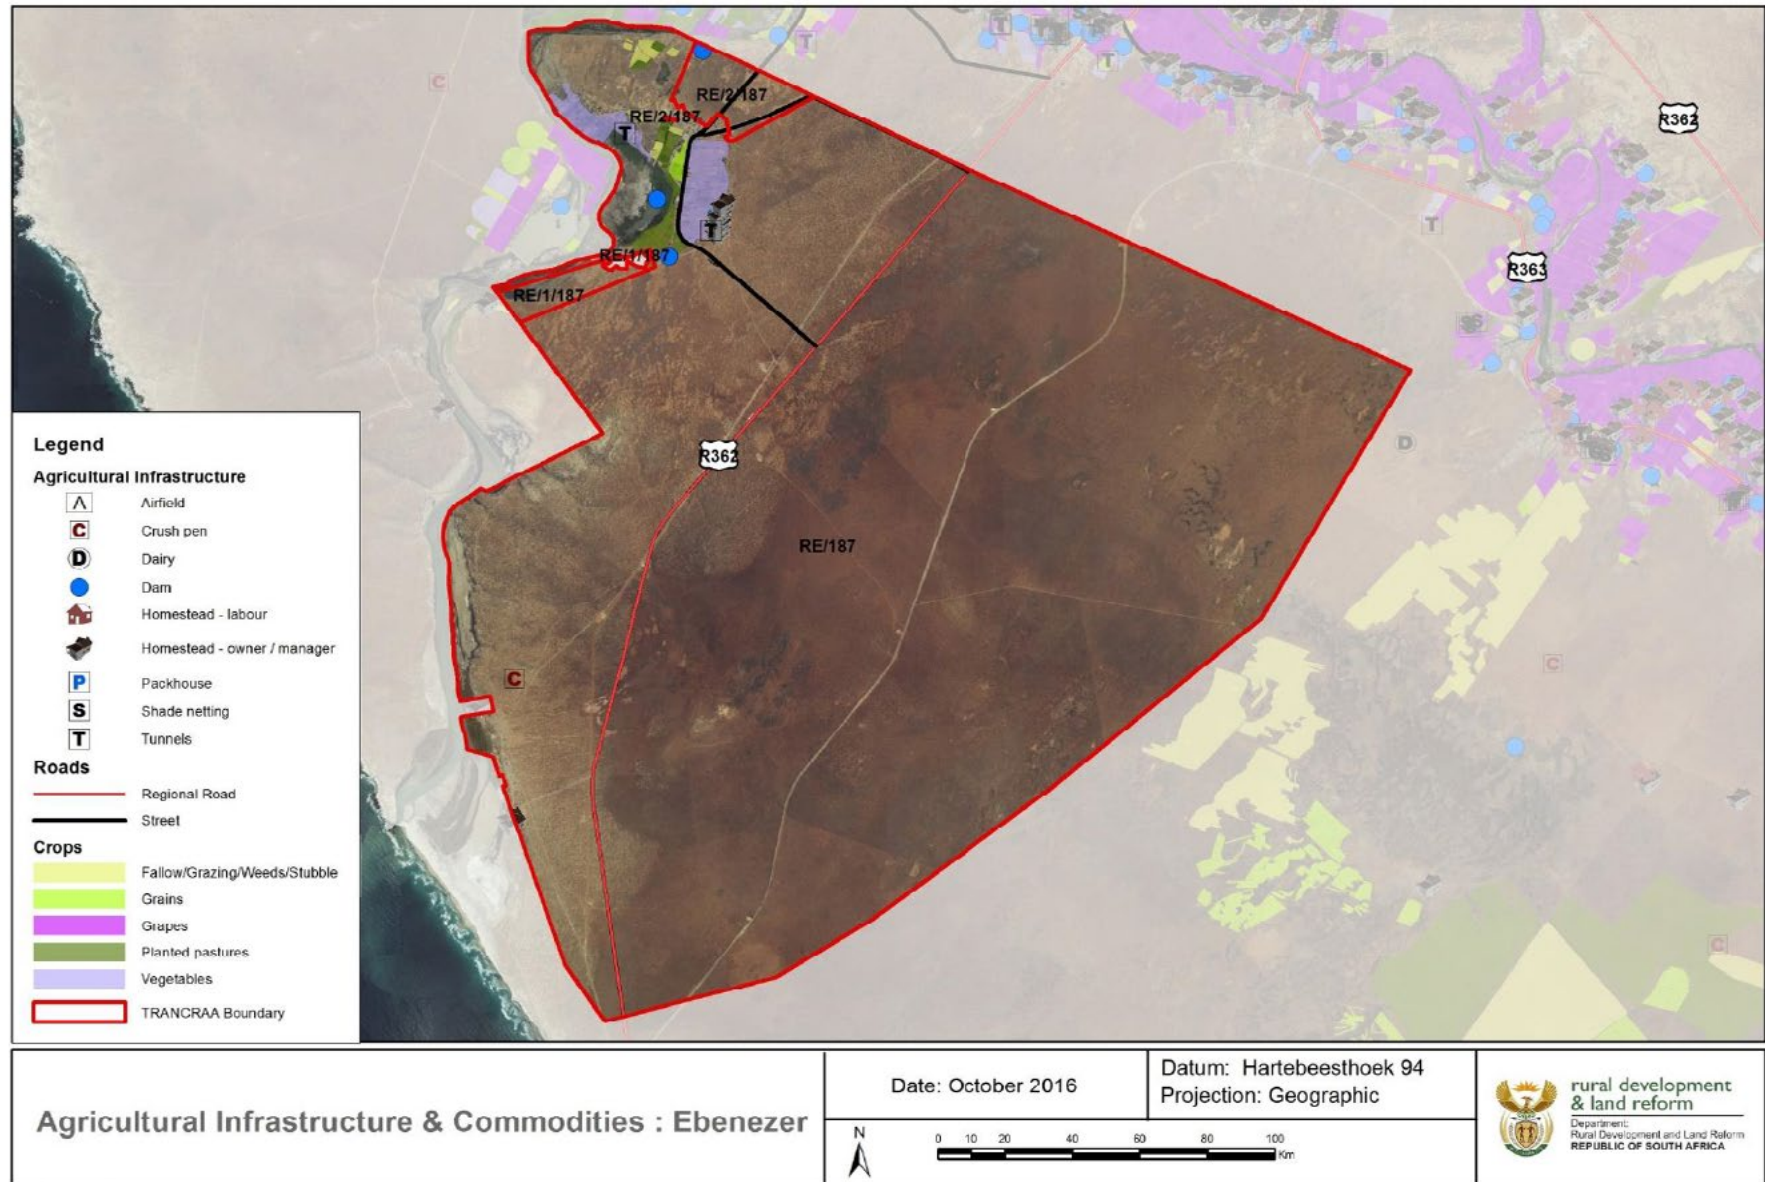 T
T
T
T
C
S
R362
RE/2/187
RE/2/187
T
T
T
R363
RE/1/187
RE/1/187
D
R362
RE/187
C
C
C
Legend
Agricultural Infrastructure
A Airfield
C Crush pen
D Dairy
Dam
Homestead - labour
Homestead - owner / manager
P Packhouse
S Shade netting
T Tunnels
Roads
Regional Road
Street
Crops
Fallow/Grazing/Weeds/Stubble
Grains
Grapes
Planted pastures
Vegetables
TRANCRAA Boundary
Agricultural Infrastructure & Commodities : Ebenezer
Date: October 2016
N
0 10 20 40 60 80 100
Km
Datum: Hartebeesthoek 94
Projection: Geographic
rural development
& land reform
Department:
Rural Development and Land Reform
REPUBLIC OF SOUTH AFRICA